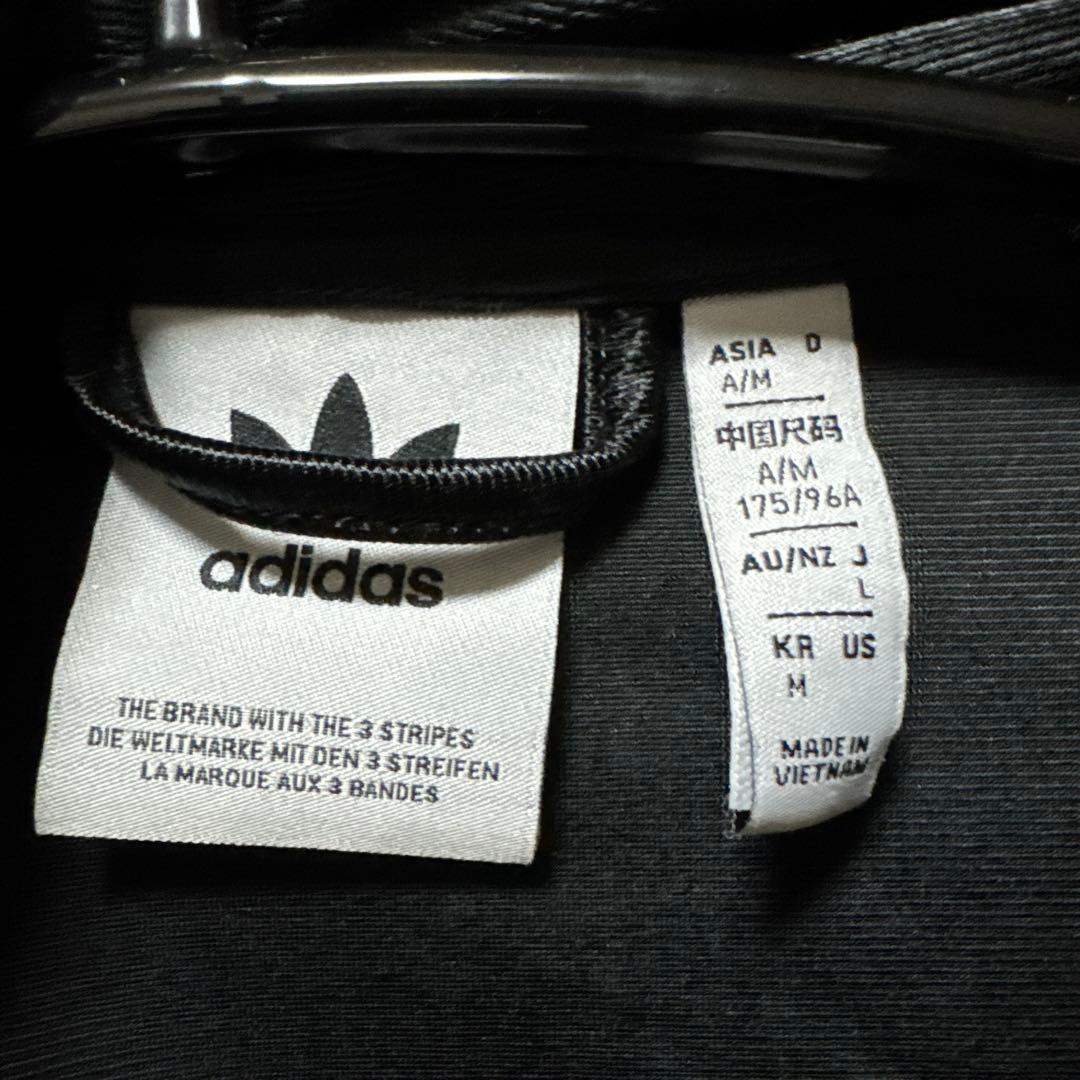 adidas
THE BRAND WITH THE 3 STRIPES
DIE WELTMARKE MIT DEN 3 STREIFEN
LA MARQUE AUX 3 BANDES
ASIA D
A/M
中国尺码
A/M
175/96A
AU/NZ J
L
KR US
M
MADE IN
VIETNAM